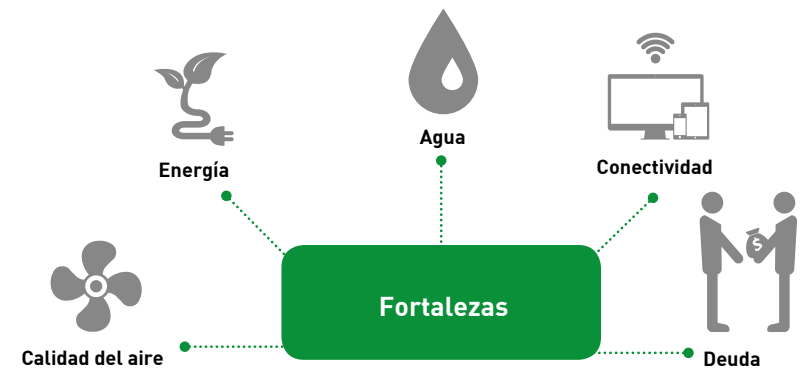 Agua
Energía
Conectividad
Fortalezas
Calidad del aire
$
Deuda